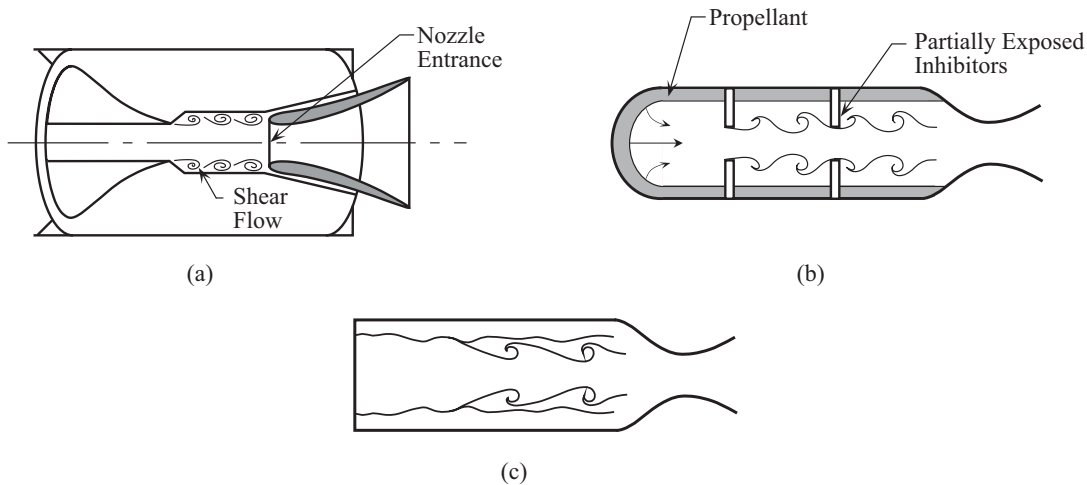 Nozzle
Entrance
Shear
Flow
(a)
Propellant
Partially Exposed
Inhibitors
(b)
(c)